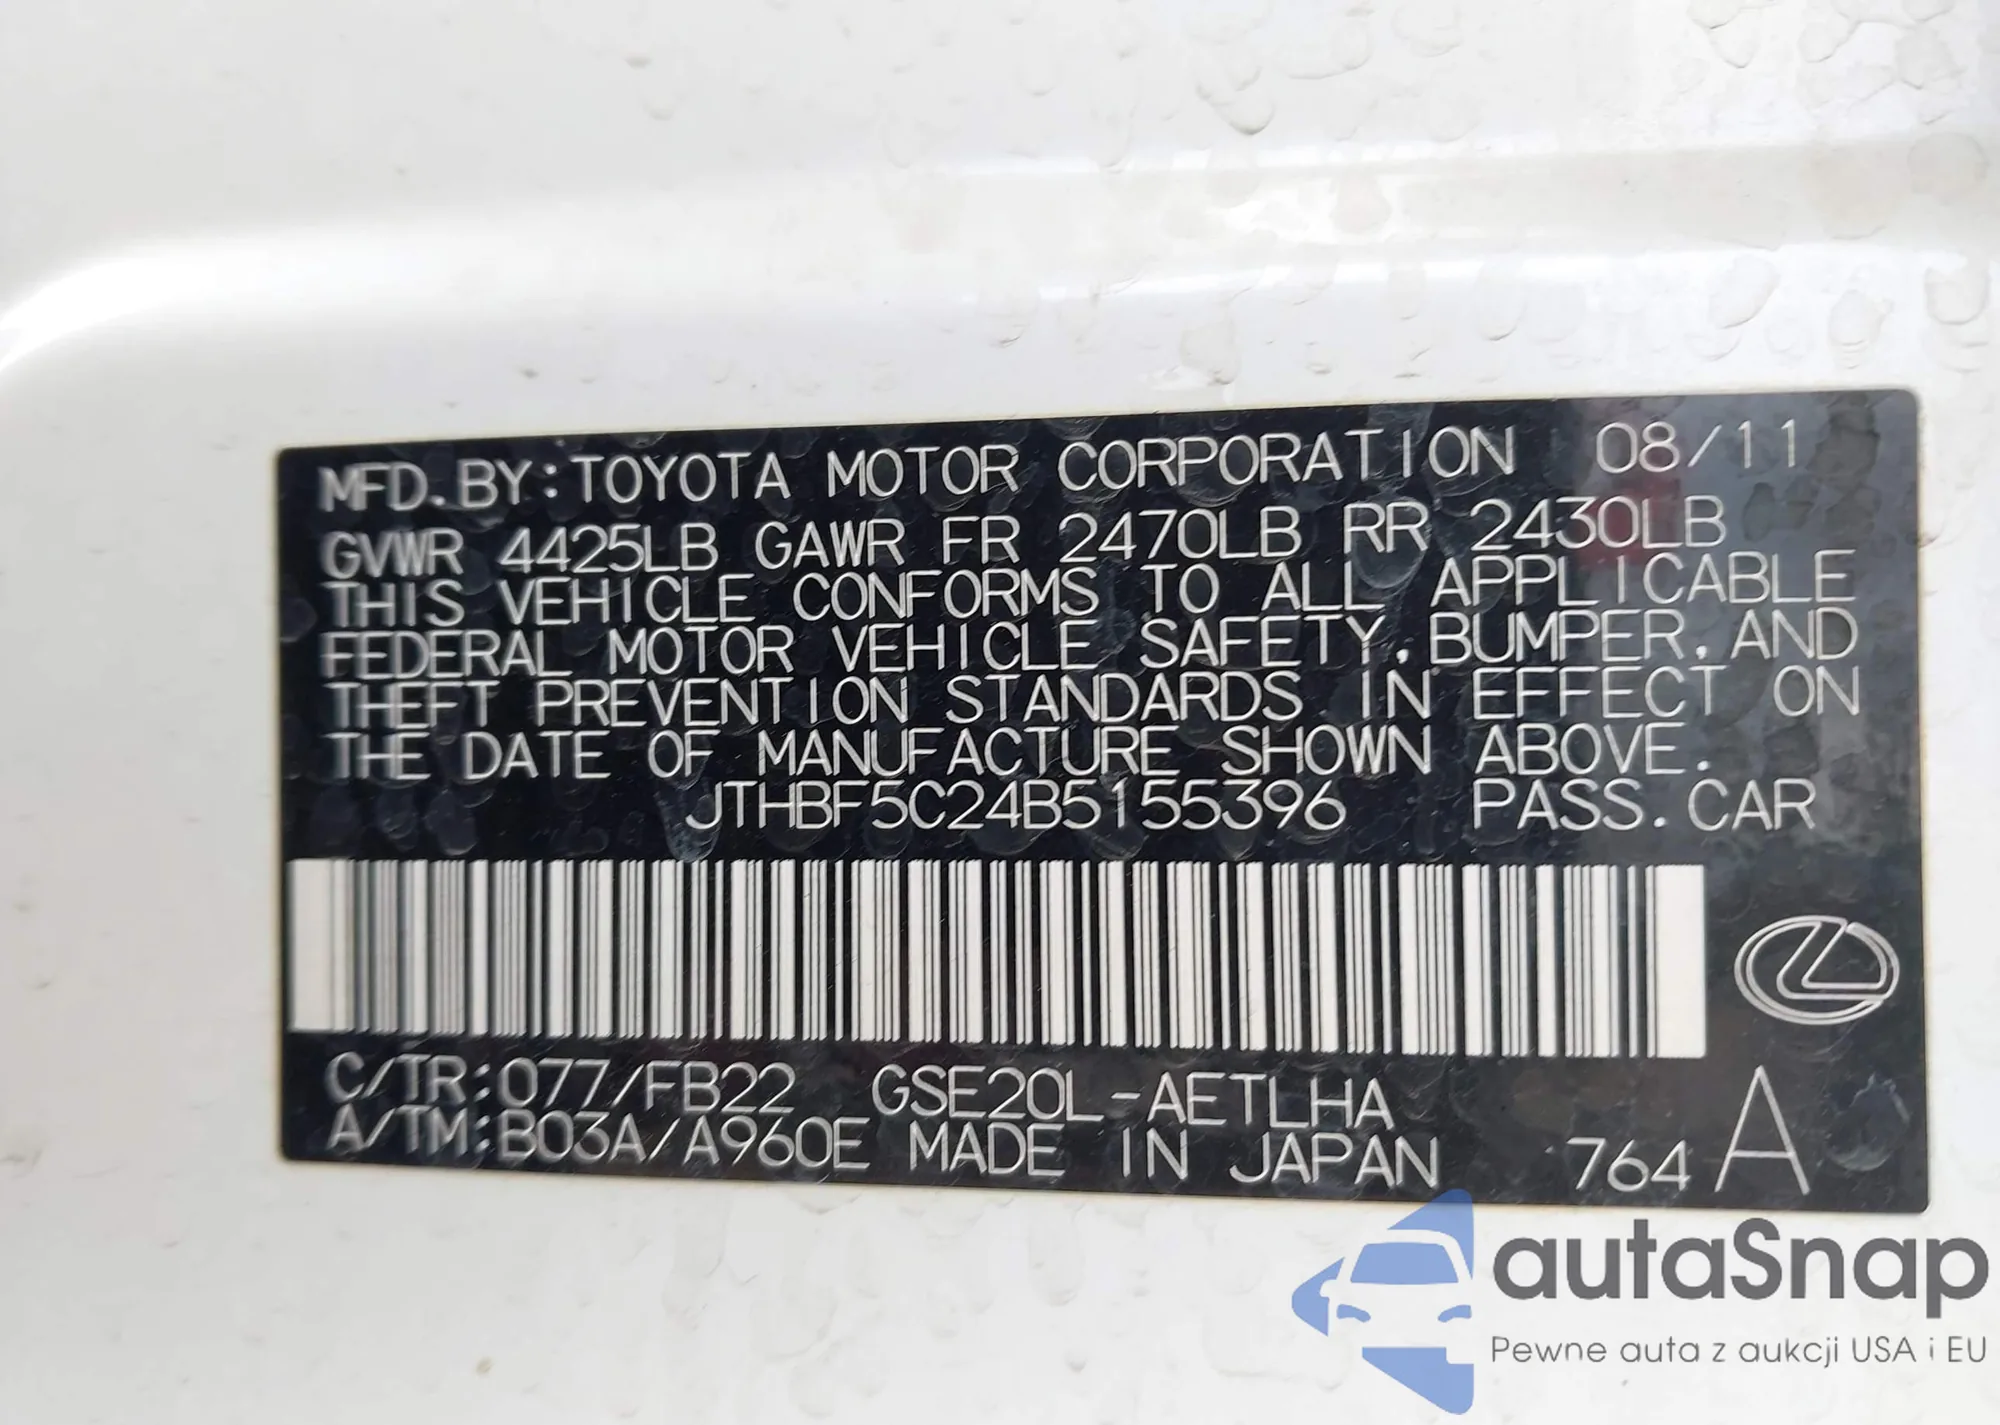 MFD.BY:TOYOTA MOTOR CORPORATION 08/11
GVWR 4425LB GAWR FR 2470LB RR 2430LB
THIS VEHICLE CONFORMS TO ALL APPLICABLE
FEDERAL MOTOR VEHICLE SAFETY,BUMPER,AND
THEFT PREVENTION STANDARDS IN EFFECT ON
THE DATE OF MANUFACTURE SHOWN ABOVE.
JTHBF5C24B5155396 PASS.CAR
C/TR:077/FB22 GSE20L-AETLHA
A/TM:B03A/A960E MADE IN JAPAN 764 A
autaSnap
Pewne auta z aukcji USA i EU